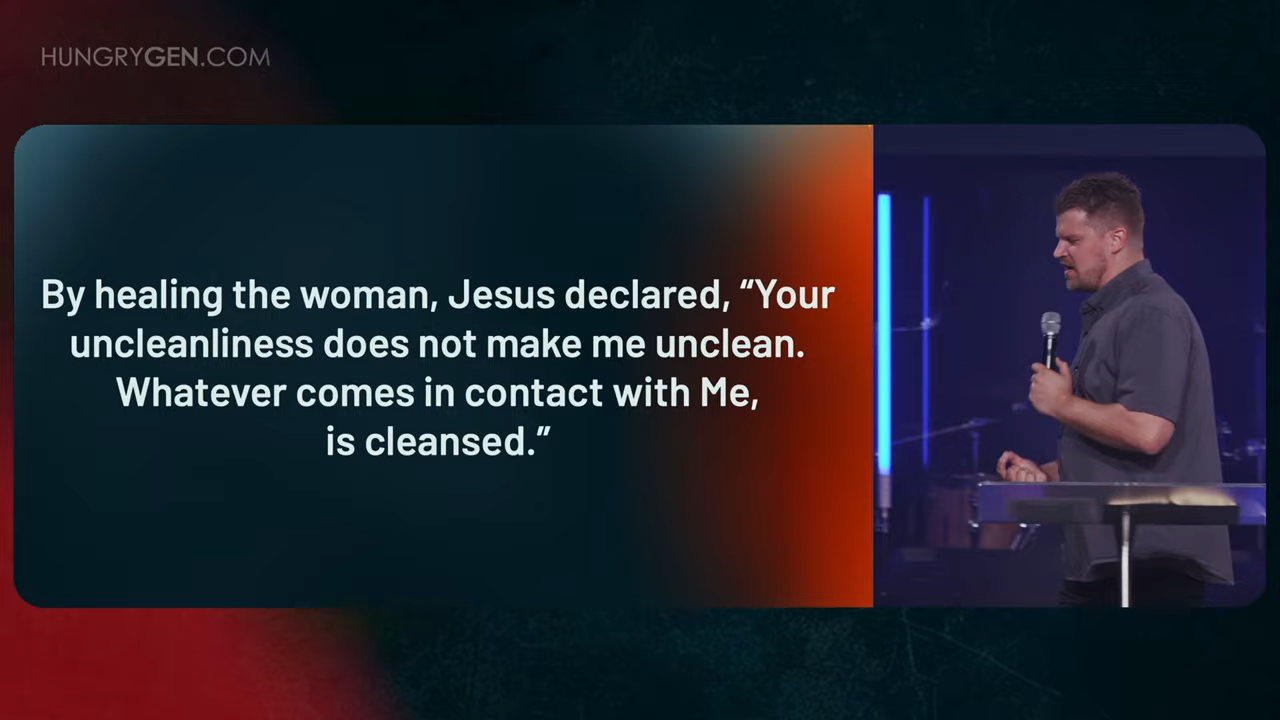 HUNGRYGEN.COM
By healing the woman, Jesus declared, “Your
uncleanliness does not make me unclean.
Whatever comes in contact with Me,
is cleansed.”